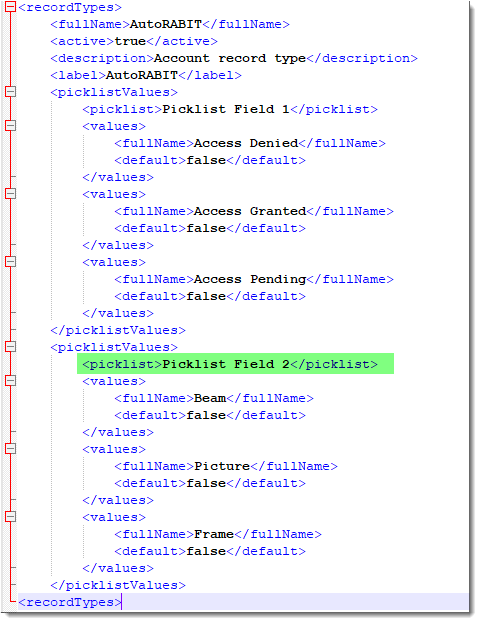 <recordTypes>
<fullName>AutoRABIT</fullName>
<active>true</active>
<description>Account record type</description>
<label>AutoRABIT</label>
<picklistValues>
<picklist>Picklist Field 1</picklist>
<values>
<fullName>Access Denied</fullName>
<default>false</default>
</values>
<values>
<fullName>Access Granted</fullName>
<default>false</default>
</values>
<values>
<fullName>Access Pending</fullName>
<default>false</default>
</values>
</picklistValues>
<picklistValues>
<picklist>Picklist Field 2</picklist>
<values>
<fullName>Beam</fullName>
<default>false</default>
</values>
<values>
<fullName>Picture</fullName>
<default>false</default>
</values>
<values>
<fullName>Frame</fullName>
<default>false</default>
</values>
</picklistValues>
<recordTypes>